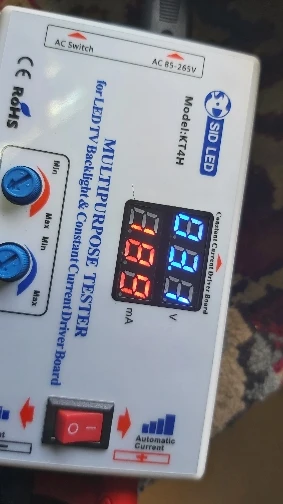 SID LED
Model:KT4H
AC 85-265V
AC Switch
CE RoHS
MULTIPURPOSE TESTER
for LED TV Backlight & Constant Current Driver Board
Constant Current Driver Board
V
mA
Min
Max
Min
Max
Automatic
Current
+